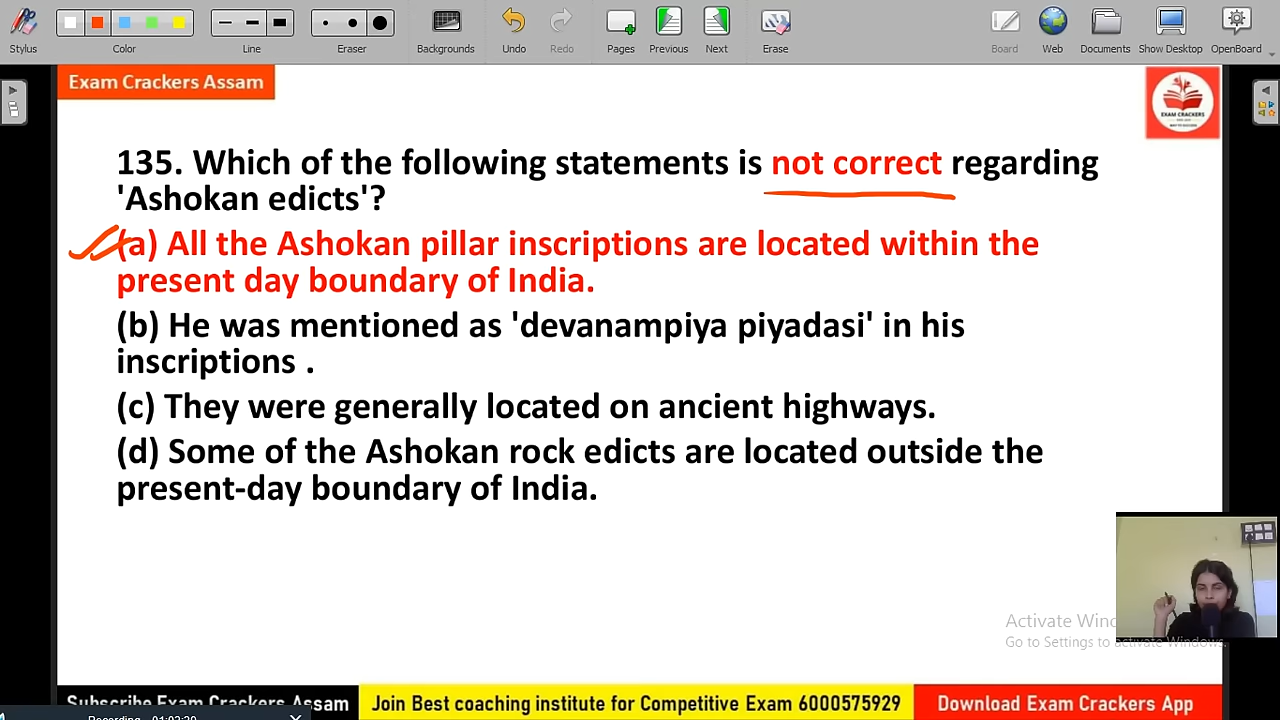 Stylus
Color
Line
Eraser
Backgrounds
Undo
Redo
Pages
Previous
Next
Erase
Board
Web
Documents
Show Desktop
OpenBoard
Exam Crackers Assam
EXAM CRACKERS
135. Which of the following statements is not correct regarding
'Ashokan edicts'?
(a) All the Ashokan pillar inscriptions are located within the
present day boundary of India.
(b) He was mentioned as 'devanampiya piyadasi' in his
inscriptions .
(c) They were generally located on ancient highways.
(d) Some of the Ashokan rock edicts are located outside the
present-day boundary of India.
Activate Wind
Go to Settings to activate Windows.
Subscribe Exam Crackers Assam
Join Best coaching institute for Competitive Exam 6000575929
Download Exam Crackers App
Recording